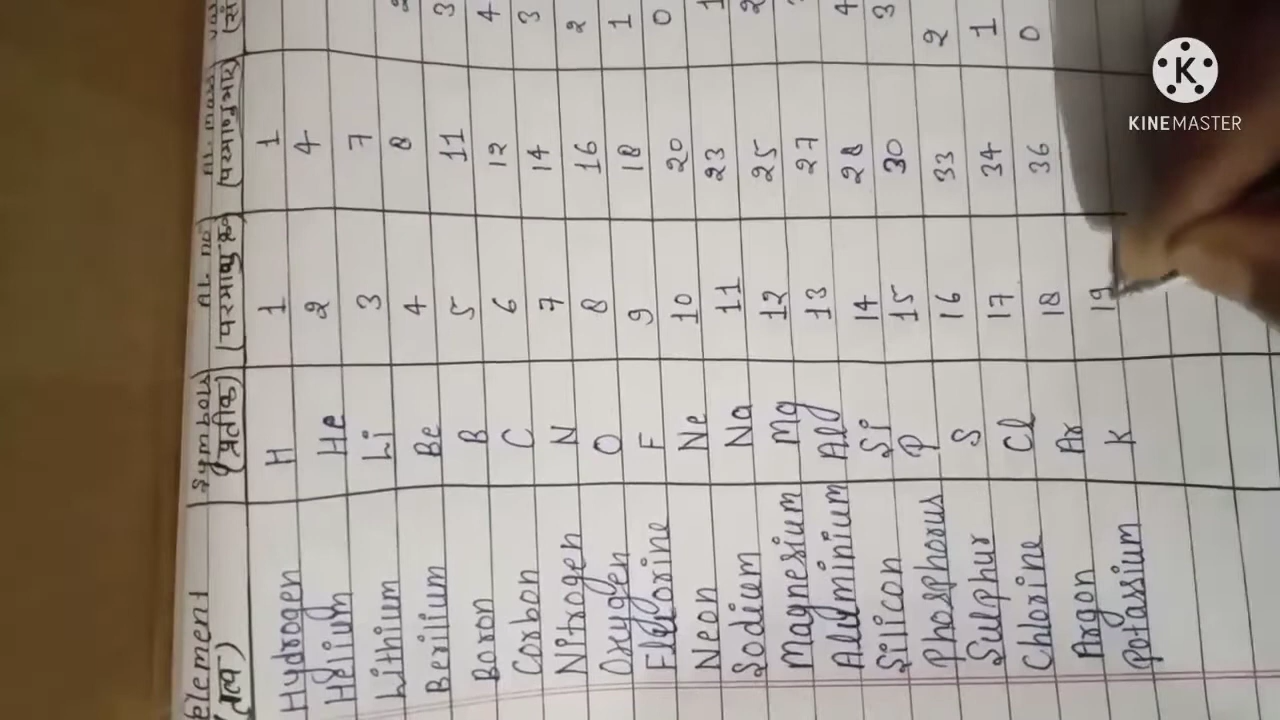 Element Symbols At. no At. mass
(तत्व) (प्रतीक) (परमाणु क्र०) (परमाणुभार)
Hydrogen H 1 1
Helium He 2 4
Lithium Li 3 7
Berilium Be 4 8 2
Boron B 5 11 3
Corbon C 6 12 4
Nitrogen N 7 14 3
Oxygen O 8 16 2
Fluorine F 9 18 1
Neon Ne 10 20 0
Sodium Na 11 23 1
Magnesium Mg 12 25 2
Aluminium Al 13 27
Silicon Si 14 28 4
Phosphorus P 15 30 3
Sulphur S 16 33 2
Chlorine Cl 17 34 1
Argon Ar 18 36 0
Potassium K 19
KINEMASTER